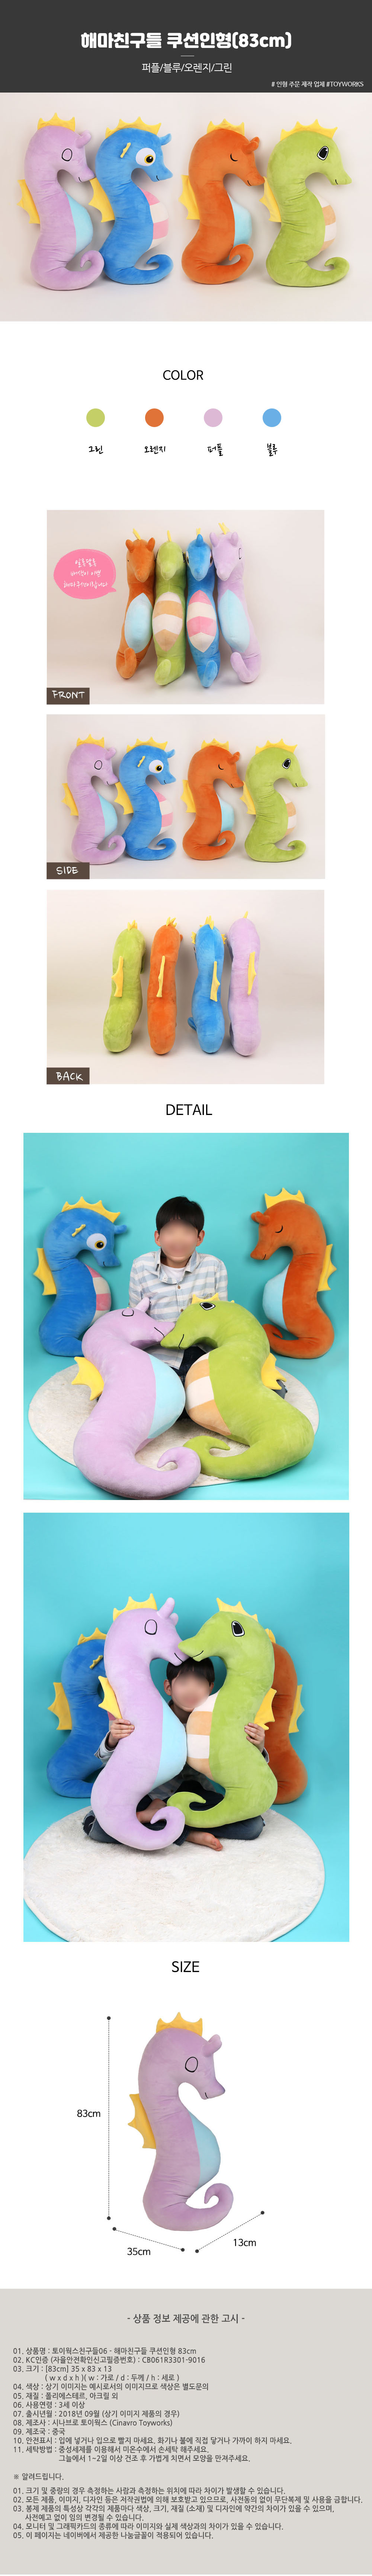 해마친구들 쿠션인형(83cm)
퍼플/블루/오렌지/그린
# 인형 주문 제작 업체 #TOYWORKS
COLOR
그린 오렌지 퍼플 블루
알록달록
해마쿠션인형입니다
FRONT
SIDE
BACK
DETAIL
SIZE
83cm
35cm
13cm
- 상품 정보 제공에 관한 고시 -
01. 상품명 : 토이웍스친구들06 - 해마친구들 쿠션인형 83cm
02. KC인증 (자율안전확인신고필증번호) : CB061R3301-9016
03. 크기 : [83cm] 35 x 83 x 13
( w x d x h )( w : 가로 / d : 두께 / h : 세로 )
04. 색상 : 상기 이미지는 예시로서의 이미지므로 색상은 별도문의
05. 재질 : 폴리에스테르, 아크릴 외
06. 사용연령 : 3세 이상
07. 출시년월 : 2018년 09월 (상기 이미지 제품의 경우)
08. 제조사 : 시나브로 토이웍스 (Cinavro Toyworks)
09. 제조국 : 중국
10. 안전표시 : 입에 넣거나 입으로 빨지 마세요. 화기나 불에 직접 닿거나 가까이 하지 마세요.
11. 세탁방법 : 중성세제를 이용해서 미온수에서 손세탁 해주세요.
그늘에서 1~2일 이상 건조 후 가볍게 치면서 모양을 만져주세요.
※ 알려드립니다.
01. 크기 및 중량의 경우 측정하는 사람과 측정하는 위치에 따라 차이가 발생할 수 있습니다.
02. 모든 제품, 이미지, 디자인 등은 저작권법에 의해 보호받고 있으므로, 사전동의 없이 무단복제 및 사용을 금합니다.
03. 봉제 제품의 특성상 각각의 제품마다 색상, 크기, 재질 (소재) 및 디자인에 약간의 차이가 있을 수 있으며,
사전예고 없이 임의 변경될 수 있습니다.
04. 모니터 및 그래픽카드의 종류에 따라 이미지와 실제 색상과의 차이가 있을 수 있습니다.
05. 이 페이지는 네이버에서 제공한 나눔글꼴이 적용되어 있습니다.